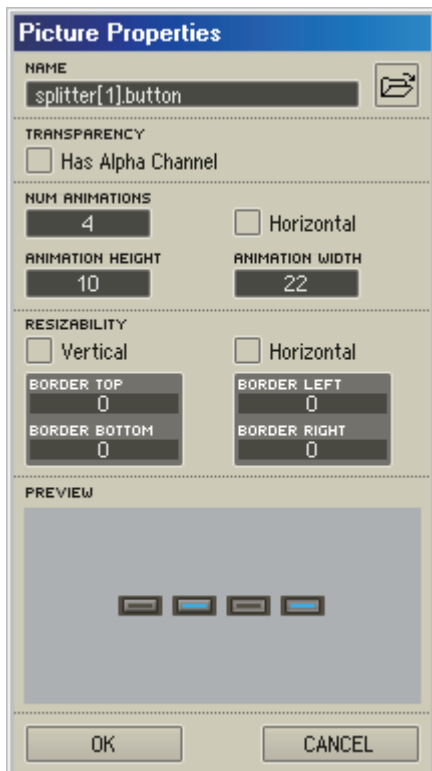 Picture Properties
NAME
splitter[1].button
TRANSPARENCY
Has Alpha Channel
NUM ANIMATIONS
4
Horizontal
ANIMATION HEIGHT
ANIMATION WIDTH
10
22
RESIZABILITY
Vertical
Horizontal
BORDER TOP
BORDER LEFT
0
0
BORDER BOTTOM
BORDER RIGHT
0
0
PREVIEW
OK
CANCEL